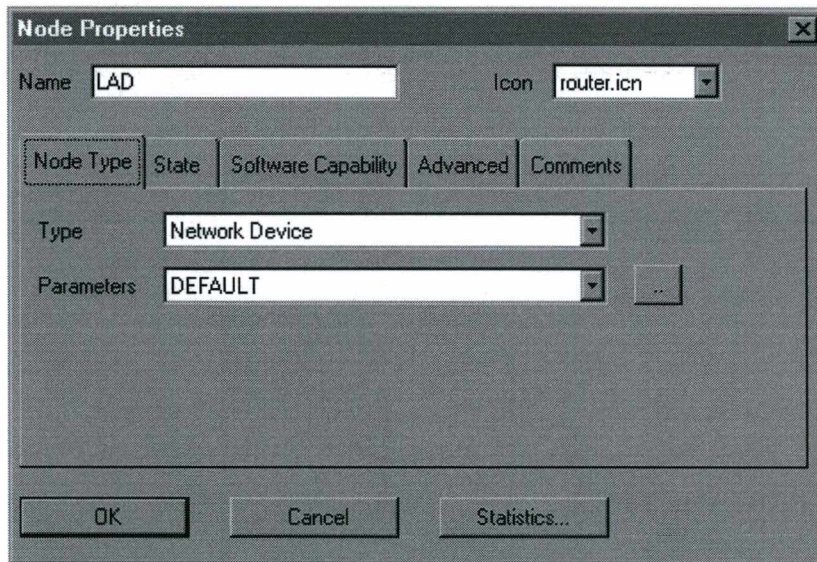 Node Properties
Name LAD Icon router.icn
Node Type State Software Capability Advanced Comments
Type Network Device
Parameters DEFAULT ..
OK Cancel Statistics...